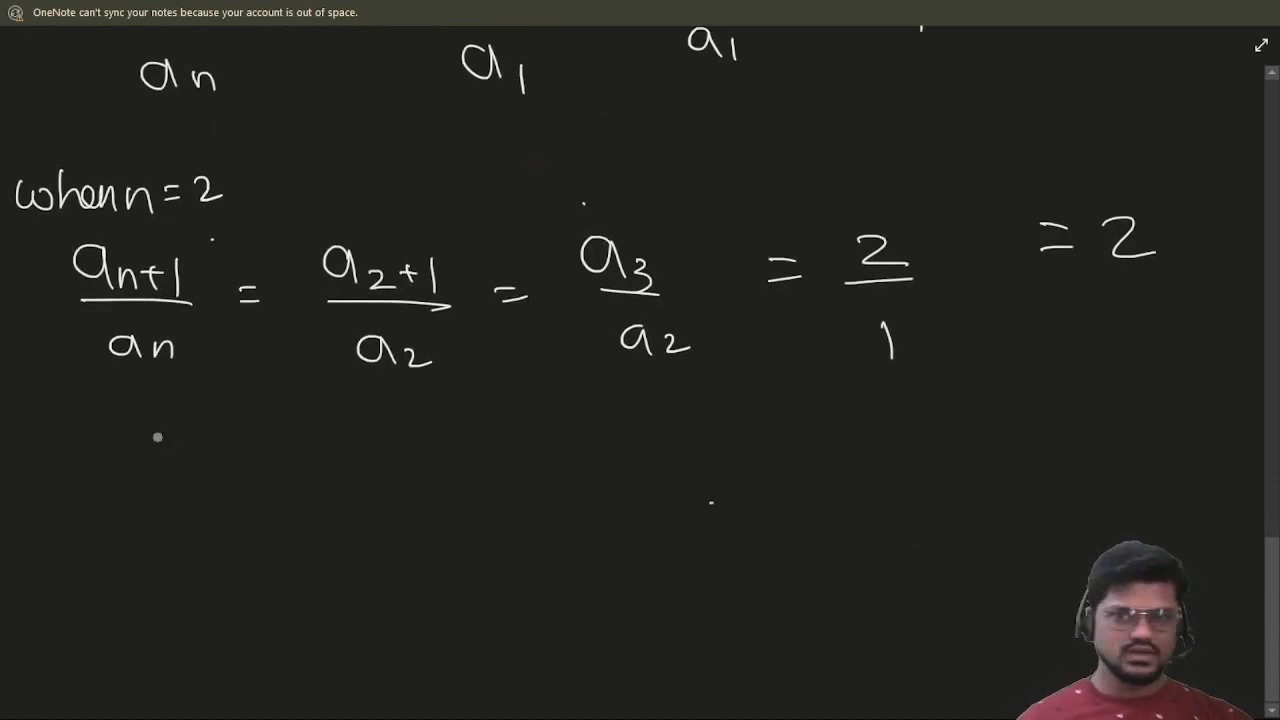 OneNote can't sync your notes because your account is out of space.
an a1 a1
when n = 2
an+1 / an = a2+1 / a2 = a3 / a2 = 2 / 1 = 2